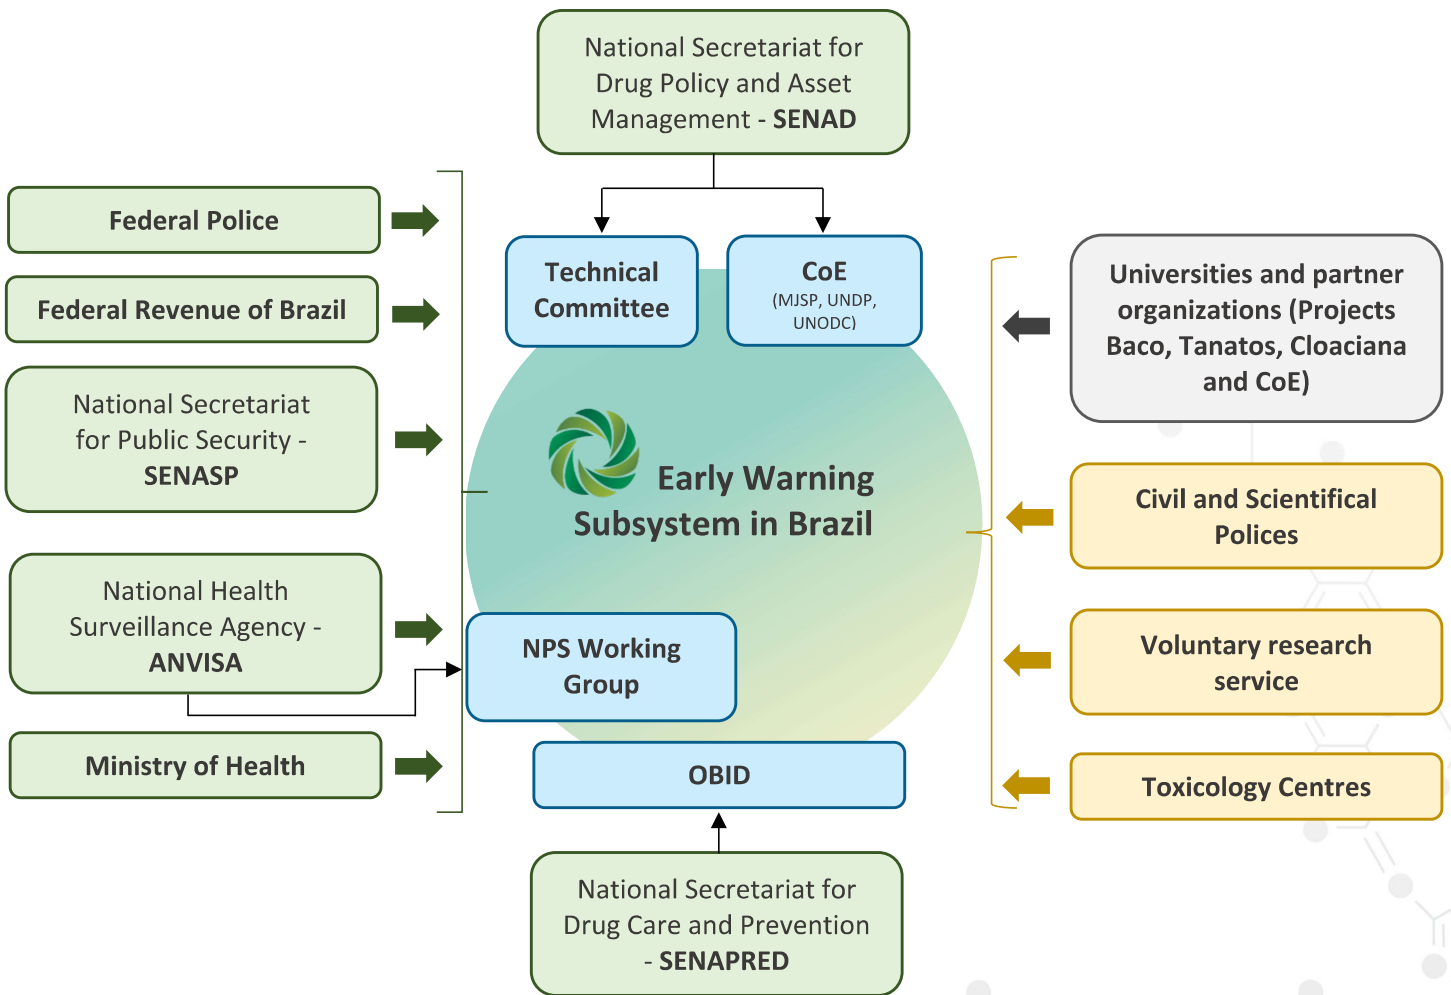 National Secretariat for
Drug Policy and Asset
Management - SENAD
Federal Police
Federal Revenue of Brazil
National Secretariat
for Public Security -
SENASP
National Health
Surveillance Agency -
ANVISA
Ministry of Health
Technical
Committee
CoE
(MJSP, UNDP,
UNODC)
Early Warning
Subsystem in Brazil
NPS Working
Group
OBID
National Secretariat for
Drug Care and Prevention
- SENAPRED
Universities and partner
organizations (Projects
Baco, Tanatos, Cloaciana
and CoE)
Civil and Scientifical
Polices
Voluntary research
service
Toxicology Centres